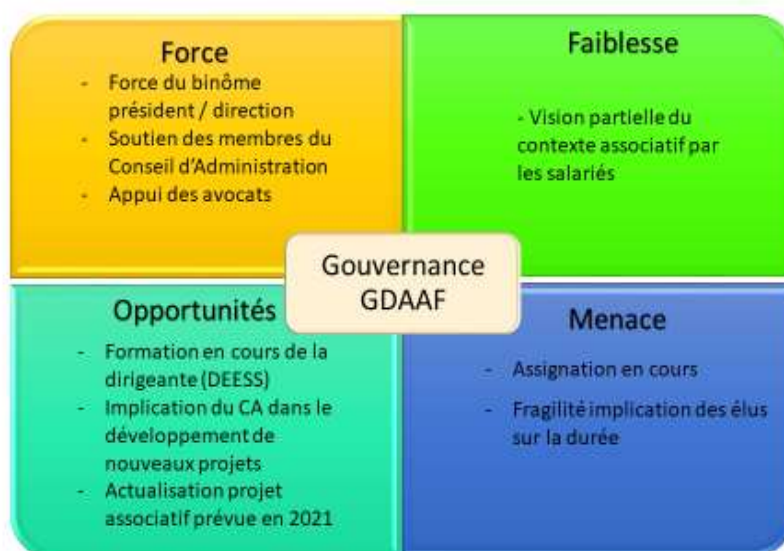 Force
- Force du binôme
président / direction
- Soutien des membres du
Conseil d'Administration
- Appui des avocats
Faiblesse
- Vision partielle du
contexte associatif par
les salariés
Gouvernance
GDAAF
Opportunités
- Formation en cours de la
dirigeante (DEESS)
- Implication du CA dans le
développement de
nouveaux projets
- Actualisation projet
associatif prévue en 2021
Menace
- Assignation en cours
- Fragilité implication des élus
sur la durée